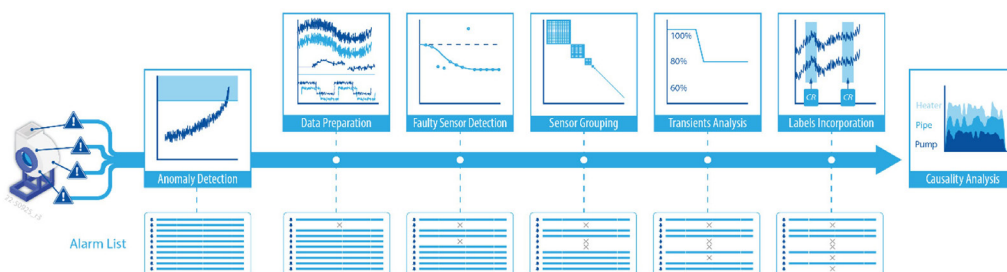 100%
80%
60%
CR CR
Data Preparation
Faulty Sensor Detection
Sensor Grouping
Transients Analysis
Labels Incorporation
Heater
Pipe
Pump
Anomaly Detection
Causality Analysis
Alarm List